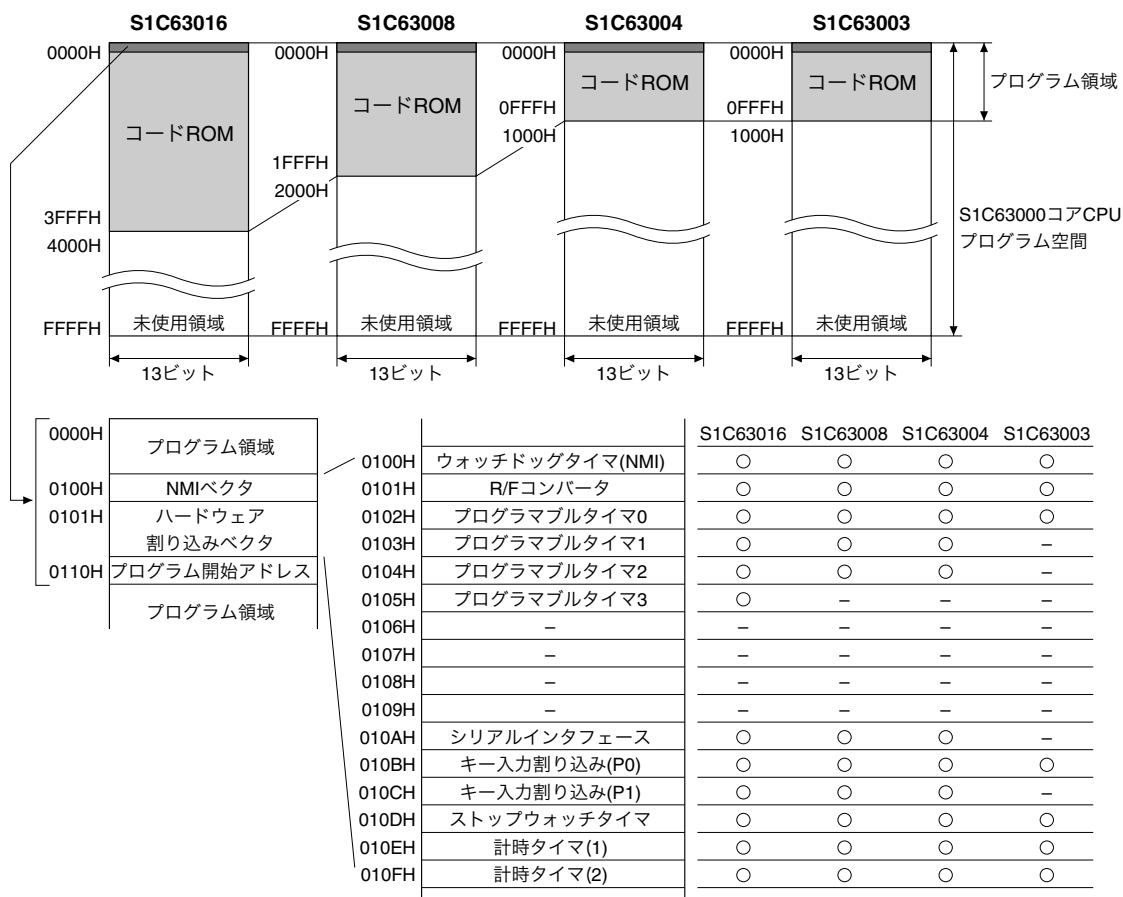 S1C63016 S1C63008 S1C63004 S1C63003
0000H 0000H 0000H 0000H
コードROM コードROM コードROM コードROM
プログラム領域
0FFFH 0FFFH
1000H 1000H
1FFFH
2000H
3FFFH
4000H
S1C63000コアCPU
プログラム空間
FFFFH 未使用領域 FFFFH 未使用領域 FFFFH 未使用領域 FFFFH 未使用領域
13ビット 13ビット 13ビット 13ビット
0000H プログラム領域
0100H NMIベクタ
0101H ハードウェア
割り込みベクタ
0110H プログラム開始アドレス
プログラム領域
S1C63016 S1C63008 S1C63004 S1C63003
0100H ウォッチドッグタイマ(NMI) ○ ○ ○ ○
0101H R/Fコンバータ ○ ○ ○ ○
0102H プログラマブルタイマ0 ○ ○ ○ ○
0103H プログラマブルタイマ1 ○ ○ ○ –
0104H プログラマブルタイマ2 ○ ○ ○ –
0105H プログラマブルタイマ3 ○ – – –
0106H – – – – –
0107H – – – – –
0108H – – – – –
0109H – – – – –
010AH シリアルインタフェース ○ ○ ○ –
010BH キー入力割り込み(P0) ○ ○ ○ ○
010CH キー入力割り込み(P1) ○ ○ ○ –
010DH ストップウォッチタイマ ○ ○ ○ ○
010EH 計時タイマ(1) ○ ○ ○ ○
010FH 計時タイマ(2) ○ ○ ○ ○